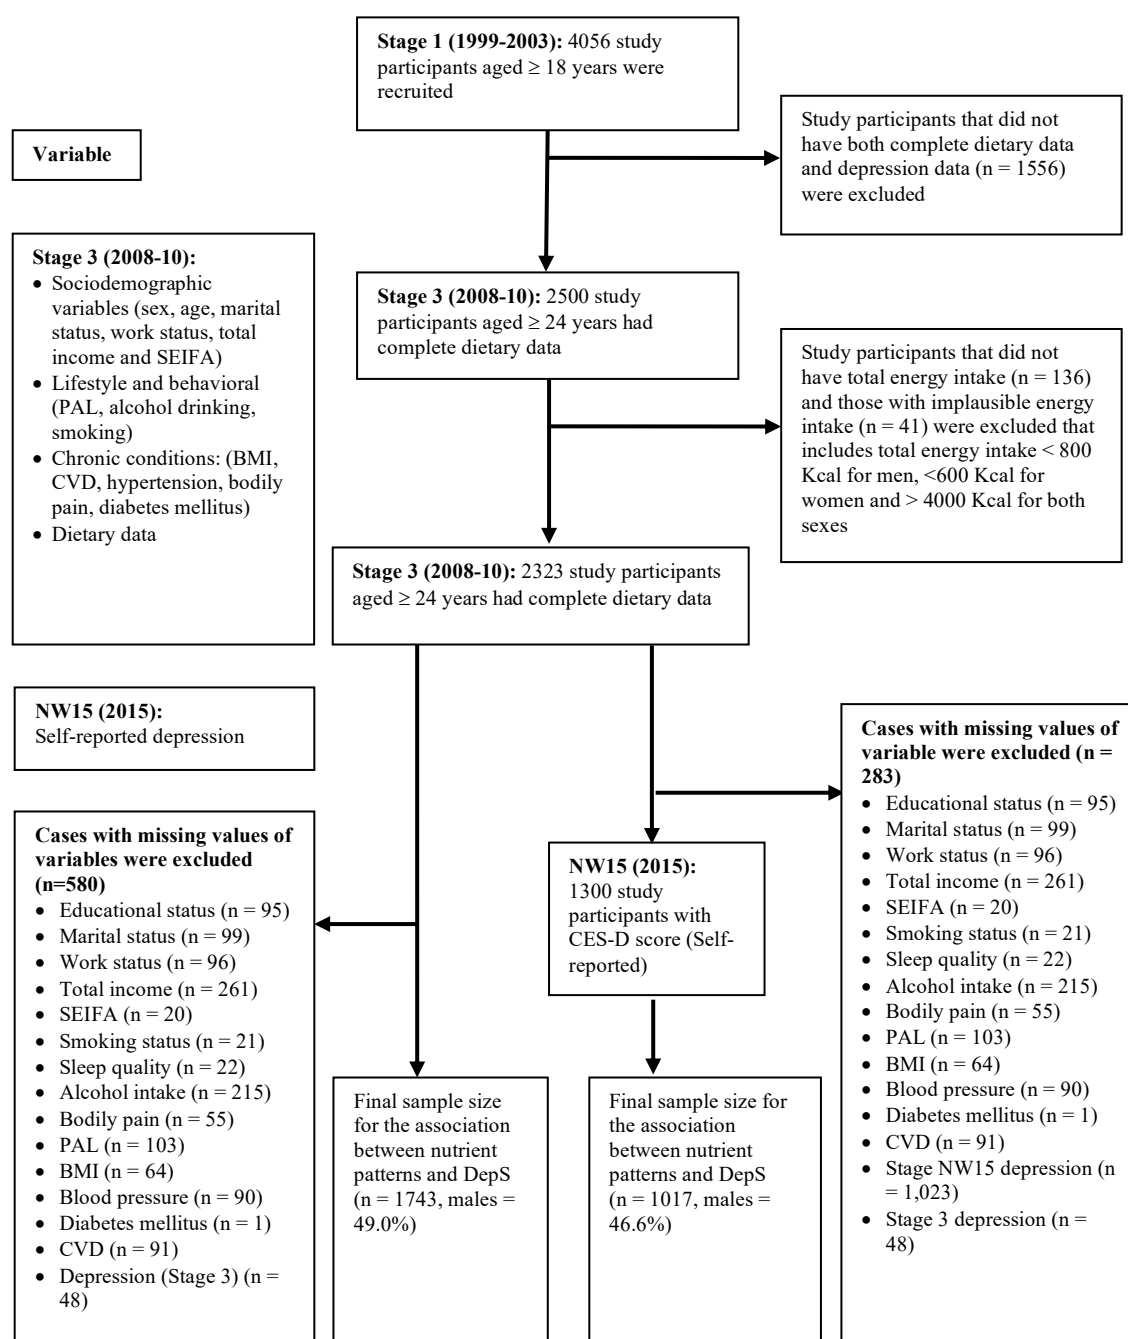 Stage 1 (1999-2003): 4056 study
participants aged ≥ 18 years were
recruited
Variable
Study participants that did not
have both complete dietary data
and depression data (n = 1556)
were excluded
Stage 3 (2008-10):
• Sociodemographic
variables (sex, age, marital
status, work status, total
income and SEIFA)
• Lifestyle and behavioral
(PAL, alcohol drinking,
smoking)
• Chronic conditions: (BMI,
CVD, hypertension, bodily
pain, diabetes mellitus)
• Dietary data
Stage 3 (2008-10): 2500 study
participants aged ≥ 24 years had
complete dietary data
Study participants that did not
have total energy intake (n = 136)
and those with implausible energy
intake (n = 41) were excluded that
includes total energy intake < 800
Kcal for men, <600 Kcal for
women and > 4000 Kcal for both
sexes
Stage 3 (2008-10): 2323 study participants
aged ≥ 24 years had complete dietary data
NW15 (2015):
Self-reported depression
Cases with missing values of
variables were excluded
(n=580)
• Educational status (n = 95)
• Marital status (n = 99)
• Work status (n = 96)
• Total income (n = 261)
• SEIFA (n = 20)
• Smoking status (n = 21)
• Sleep quality (n = 22)
• Alcohol intake (n = 215)
• Bodily pain (n = 55)
• PAL (n = 103)
• BMI (n = 64)
• Blood pressure (n = 90)
• Diabetes mellitus (n = 1)
• CVD (n = 91)
• Depression (Stage 3) (n =
48)
NW15 (2015):
1300 study
participants with
CES-D score (Self-
reported)
Cases with missing values of
variable were excluded (n =
283)
• Educational status (n = 95)
• Marital status (n = 99)
• Work status (n = 96)
• Total income (n = 261)
• SEIFA (n = 20)
• Smoking status (n = 21)
• Sleep quality (n = 22)
• Alcohol intake (n = 215)
• Bodily pain (n = 55)
• PAL (n = 103)
• BMI (n = 64)
• Blood pressure (n = 90)
• Diabetes mellitus (n = 1)
• CVD (n = 91)
• Stage NW15 depression (n
= 1,023)
• Stage 3 depression (n =
48)
Final sample size
for the association
between nutrient
patterns and DepS
(n = 1743, males =
49.0%)
Final sample size for
the association
between nutrient
patterns and DepS
(n = 1017, males =
46.6%)